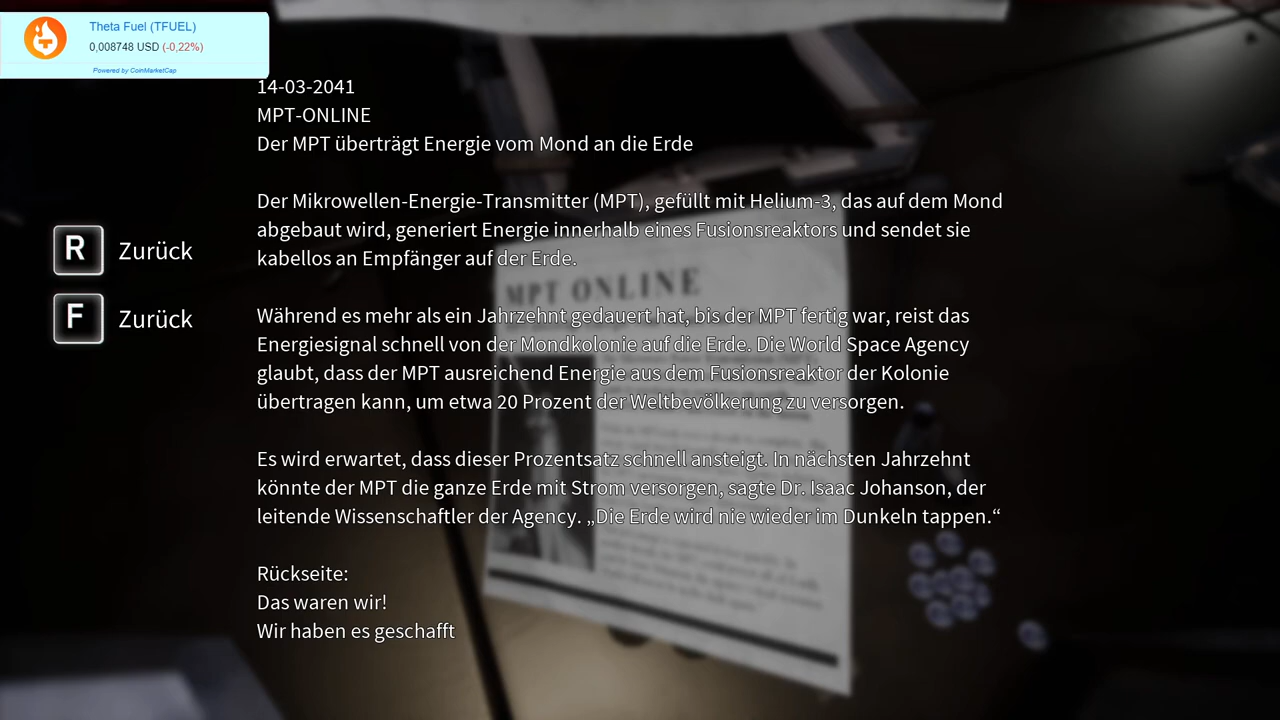 Theta Fuel (TFUEL)
0,008748 USD (-0,22%)
Powered by CoinMarketCap
14-03-2041
MPT-ONLINE
Der MPT überträgt Energie vom Mond an die Erde
Der Mikrowellen-Energie-Transmitter (MPT), gefüllt mit Helium-3, das auf dem Mond
abgebaut wird, generiert Energie innerhalb eines Fusionsreaktors und sendet sie
kabellos an Empfänger auf der Erde.
R Zurück
F Zurück
MPT ONLINE
Während es mehr als ein Jahrzehnt gedauert hat, bis der MPT fertig war, reist das
Energiesignal schnell von der Mondkolonie auf die Erde. Die World Space Agency
glaubt, dass der MPT ausreichend Energie aus dem Fusionsreaktor der Kolonie
übertragen kann, um etwa 20 Prozent der Weltbevölkerung zu versorgen.
Es wird erwartet, dass dieser Prozentsatz schnell ansteigt. In nächsten Jahrzehnt
könnte der MPT die ganze Erde mit Strom versorgen, sagte Dr. Isaac Johanson, der
leitende Wissenschaftler der Agency. „Die Erde wird nie wieder im Dunkeln tappen.“
Rückseite:
Das waren wir!
Wir haben es geschafft